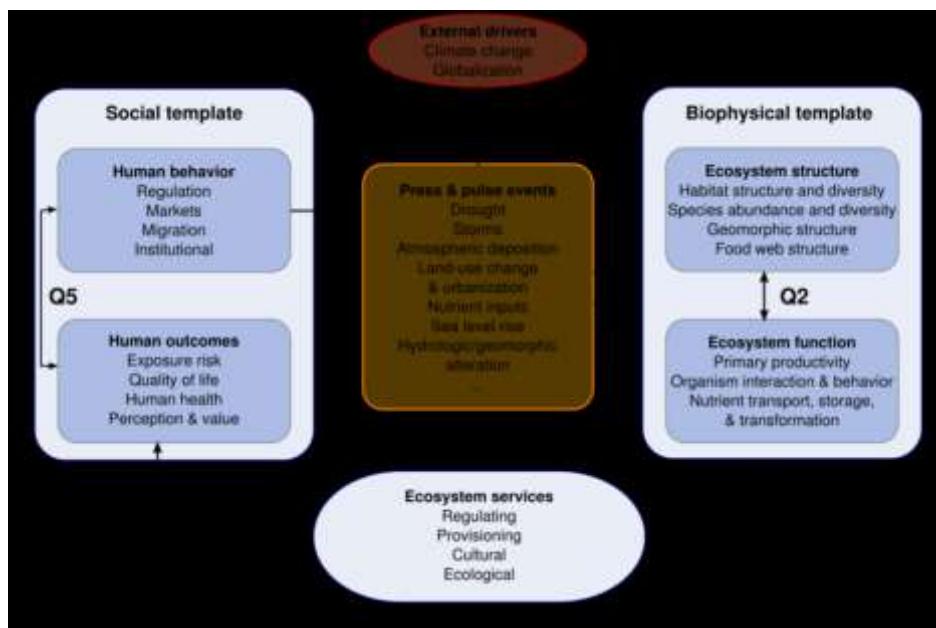 External drivers
Climate change
Globalization
Social template
Human behavior
Regulation
Markets
Migration
Institutional
Q5
Human outcomes
Exposure risk
Quality of life
Human health
Perception & value
Press & pulse events
Drought
Storms
Atmospheric deposition
Land-use change
& urbanization
Nutrient inputs
Sea level rise
Hydrologic/geomorphic
alteration
...
Biophysical template
Ecosystem structure
Habitat structure and diversity
Species abundance and diversity
Geomorphic structure
Food web structure
Q2
Ecosystem function
Primary productivity
Organism interaction & behavior
Nutrient transport, storage,
& transformation
Ecosystem services
Regulating
Provisioning
Cultural
Ecological